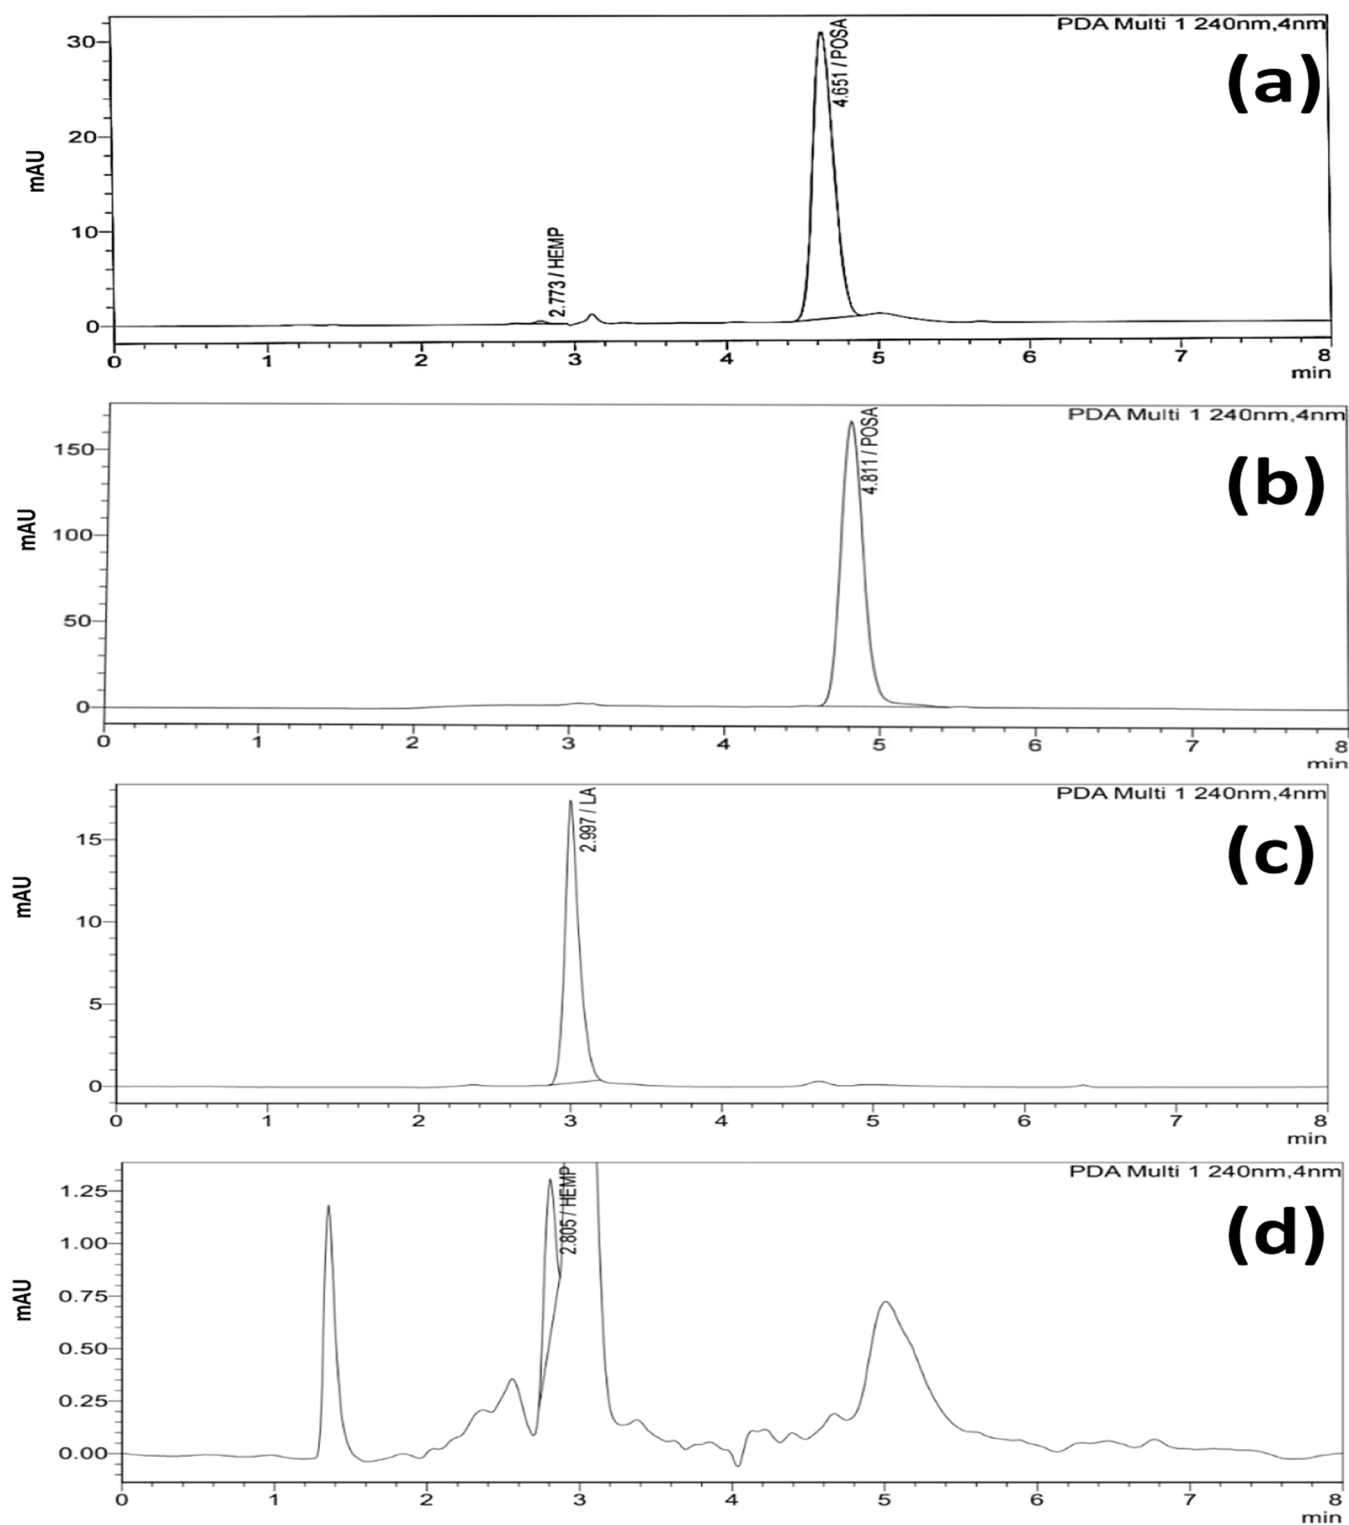 PDA Multi 1 240nm,4nm
(a)
mAU
30
20
10
0
4.651 / POSA
2.773 / HEMP
0 1 2 3 4 5 6 7 8
min
PDA Multi 1 240nm,4nm
(b)
mAU
150
100
50
0
4.811 / POSA
0 1 2 3 4 5 6 7 8
min
PDA Multi 1 240nm,4nm
(c)
mAU
15
10
5
0
2.997 / LA
0 1 2 3 4 5 6 7 8
min
PDA Multi 1 240nm,4nm
(d)
mAU
1.25
1.00
0.75
0.50
0.25
0.00
2.805 / HEMP
0 1 2 3 4 5 6 7 8
min